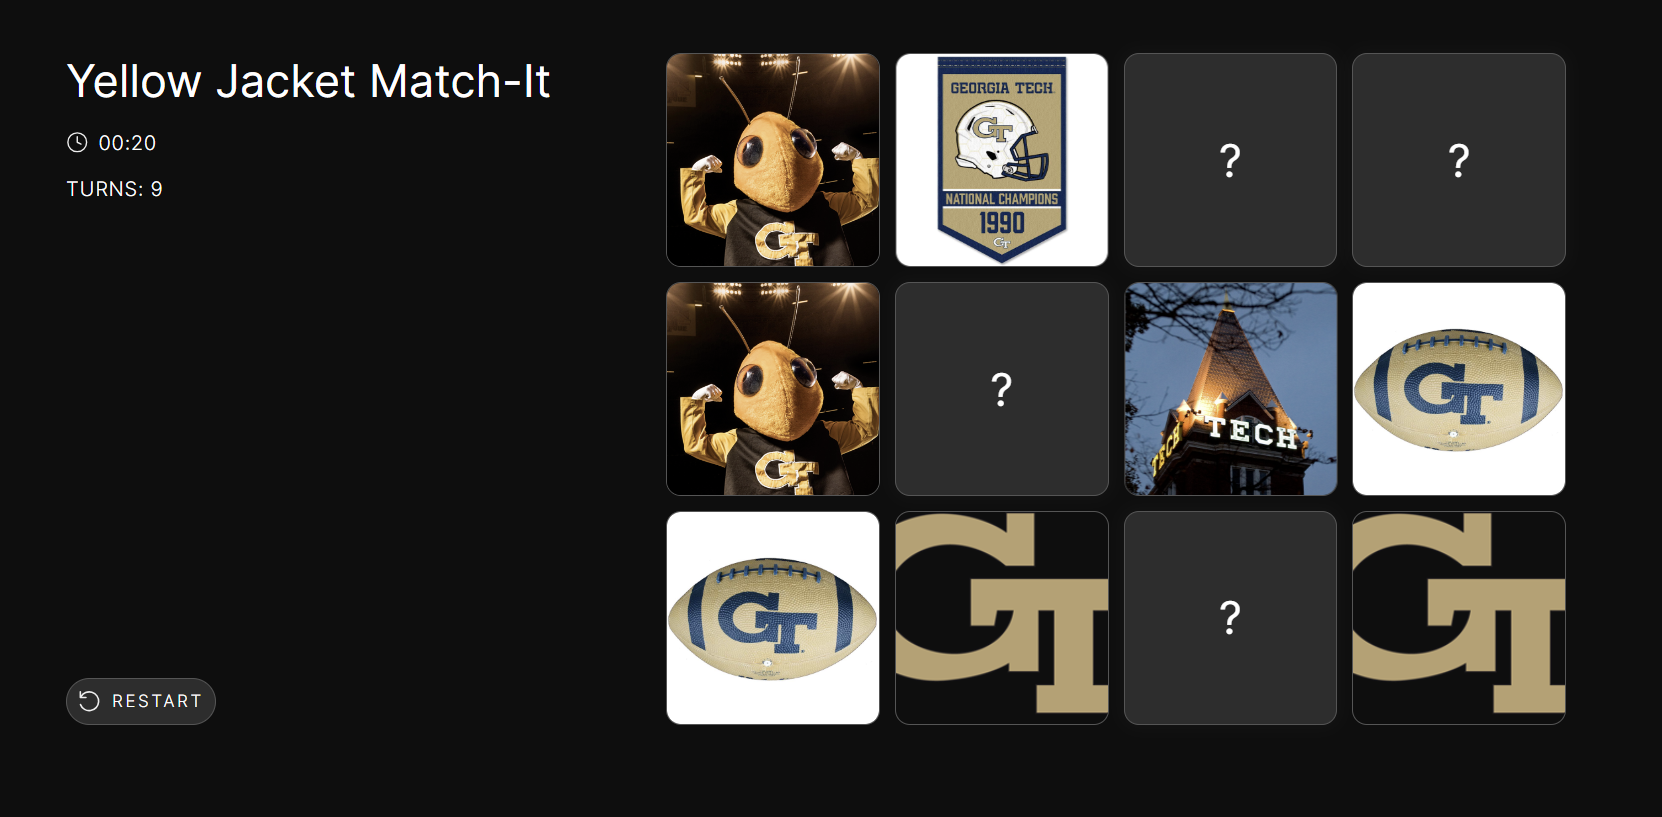 Yellow Jacket Match-It
00:20
TURNS: 9
GT
GEORGIA TECH
GT
NATIONAL CHAMPIONS
1990
GT
?
?
GT
?
TECH
TECH
GT
GT
GT
?
GT
RESTART